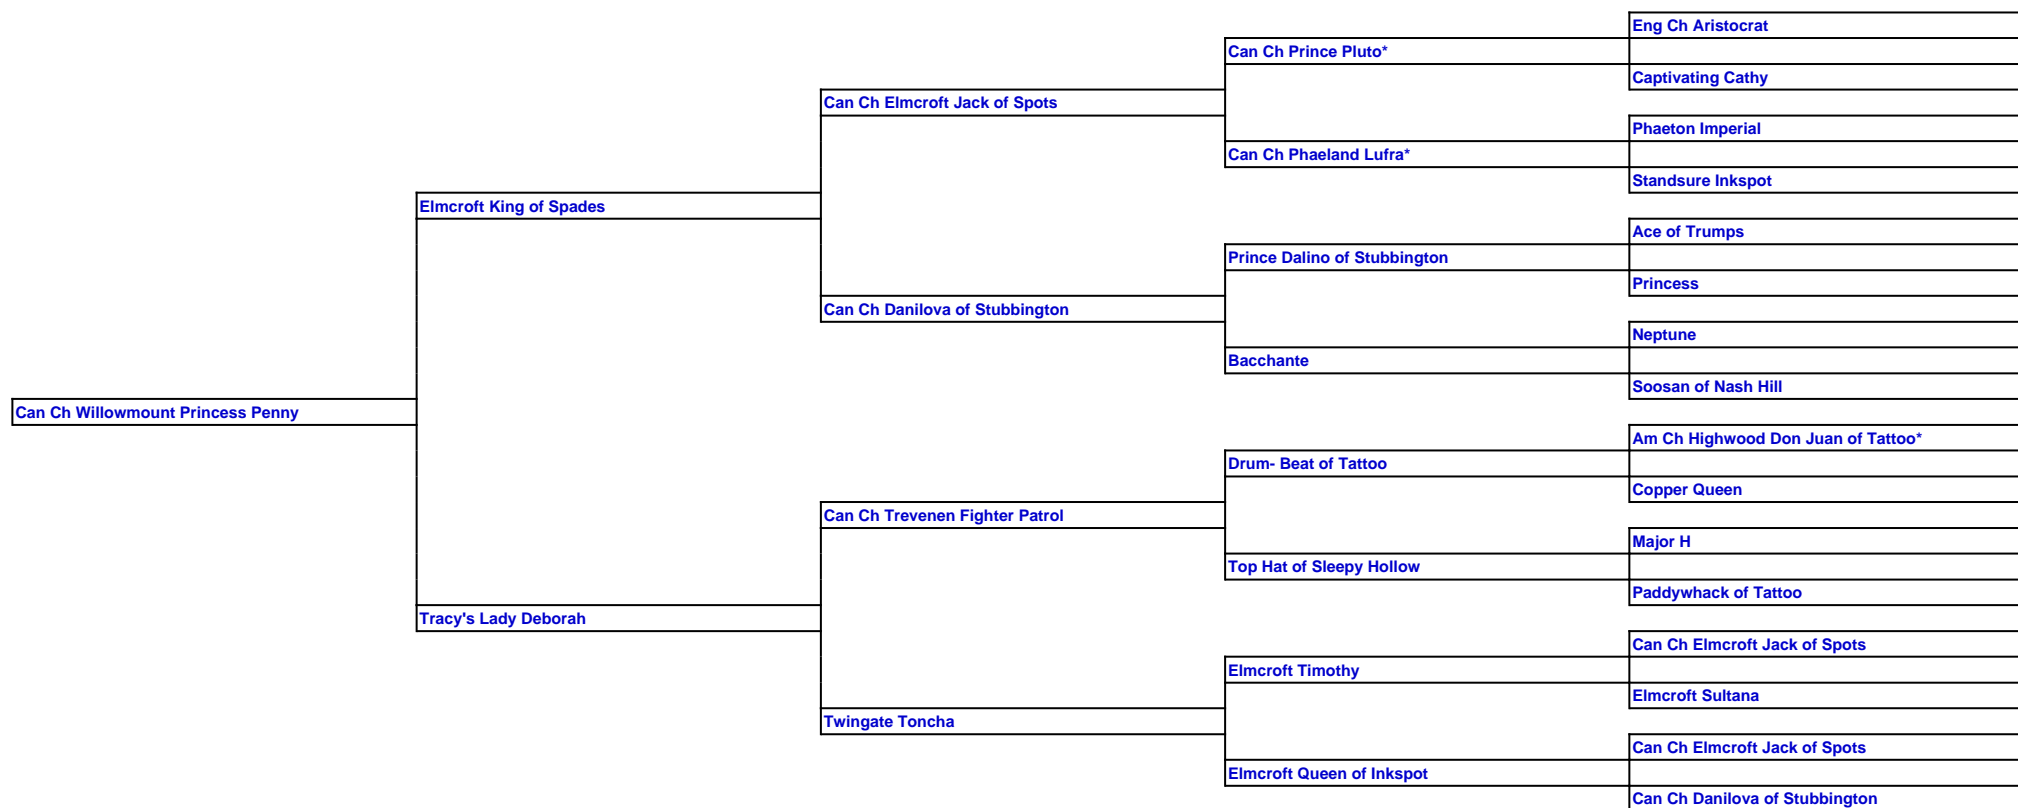 Eng Ch Aristocrat
Can Ch Prince Pluto*
Captivating Cathy
Can Ch Elmcroft Jack of Spots
Phaeton Imperial
Can Ch Phaeland Lufra*
Standsure Inkspot
Elmcroft King of Spades
Ace of Trumps
Prince Dalino of Stubbington
Princess
Can Ch Danilova of Stubbington
Neptune
Bacchante
Soosan of Nash Hill
Can Ch Willowmount Princess Penny
Am Ch Highwood Don Juan of Tattoo*
Drum- Beat of Tattoo
Copper Queen
Can Ch Trevenen Fighter Patrol
Major H
Top Hat of Sleepy Hollow
Paddywhack of Tattoo
Tracy's Lady Deborah
Can Ch Elmcroft Jack of Spots
Elmcroft Timothy
Elmcroft Sultana
Twingate Toncha
Can Ch Elmcroft Jack of Spots
Elmcroft Queen of Inkspot
Can Ch Danilova of Stubbington